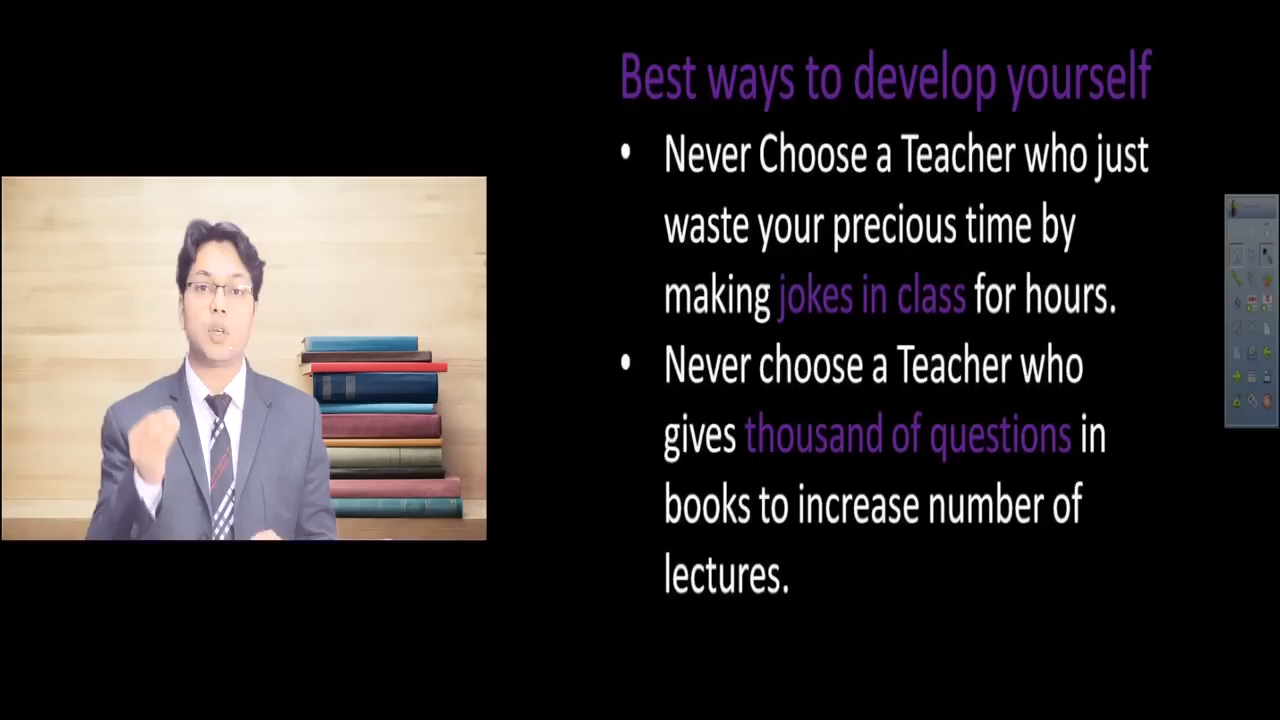 Best ways to develop yourself
• Never Choose a Teacher who just
waste your precious time by
making jokes in class for hours.
• Never choose a Teacher who
gives thousand of questions in
books to increase number of
lectures.